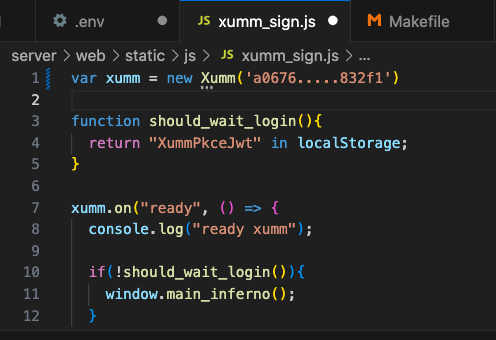 .env JS xumm_sign.js M Makefile
server > web > static > js > JS xumm_sign.js > ...
1 var xumm = new Xumm('a0676.....832f1')
2
3 function should_wait_login(){
4 return "XummPkceJwt" in localStorage;
5 }
6
7 xumm.on("ready", () => {
8 console.log("ready xumm");
9
10 if(!should_wait_login()){
11 window.main_inferno();
12 }